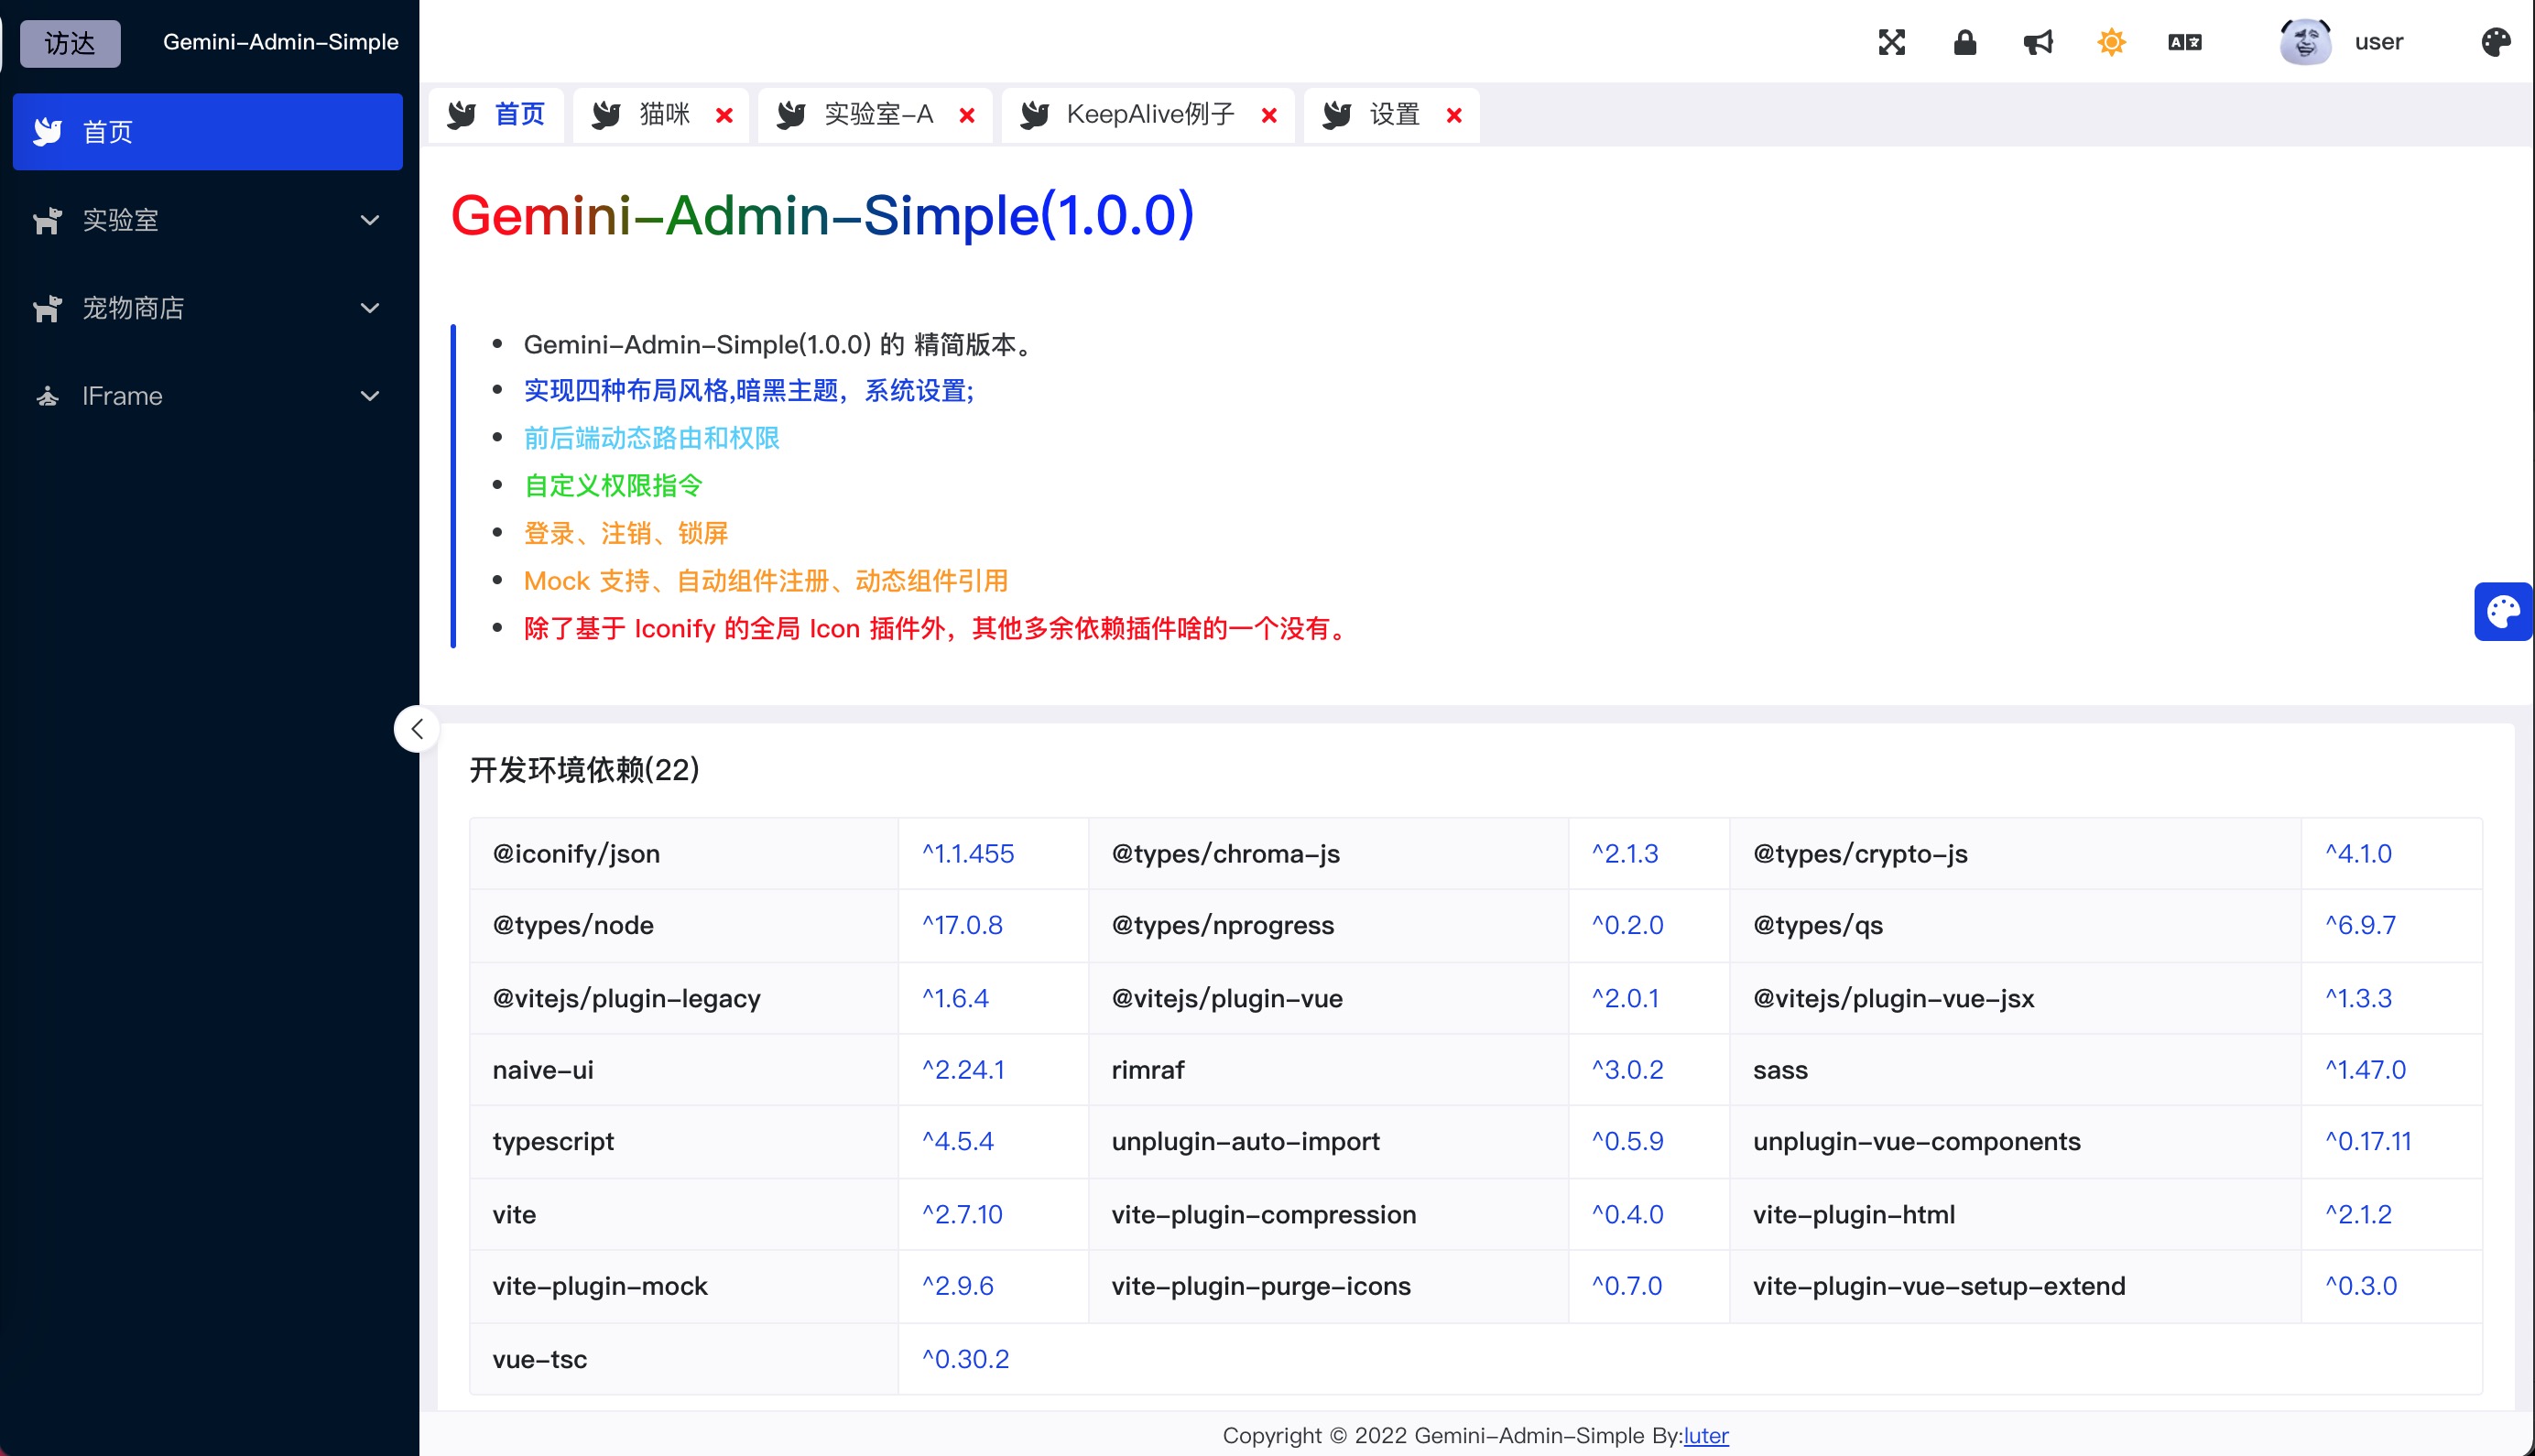 访达 Gemini-Admin-Simple
user
首页
实验室
宠物商店
IFrame
首页 猫咪 实验室-A KeepAlive例子 设置
Gemini-Admin-Simple(1.0.0)
Gemini-Admin-Simple(1.0.0) 的 精简版本。
实现四种布局风格,暗黑主题，系统设置;
前后端动态路由和权限
自定义权限指令
登录、注销、锁屏
Mock 支持、自动组件注册、动态组件引用
除了基于 Iconify 的全局 Icon 插件外，其他多余依赖插件啥的一个没有。
开发环境依赖(22)
@iconify/json ^1.1.455 @types/chroma-js ^2.1.3 @types/crypto-js ^4.1.0
@types/node ^17.0.8 @types/nprogress ^0.2.0 @types/qs ^6.9.7
@vitejs/plugin-legacy ^1.6.4 @vitejs/plugin-vue ^2.0.1 @vitejs/plugin-vue-jsx ^1.3.3
naive-ui ^2.24.1 rimraf ^3.0.2 sass ^1.47.0
typescript ^4.5.4 unplugin-auto-import ^0.5.9 unplugin-vue-components ^0.17.11
vite ^2.7.10 vite-plugin-compression ^0.4.0 vite-plugin-html ^2.1.2
vite-plugin-mock ^2.9.6 vite-plugin-purge-icons ^0.7.0 vite-plugin-vue-setup-extend ^0.3.0
vue-tsc ^0.30.2
Copyright © 2022 Gemini-Admin-Simple By:luter